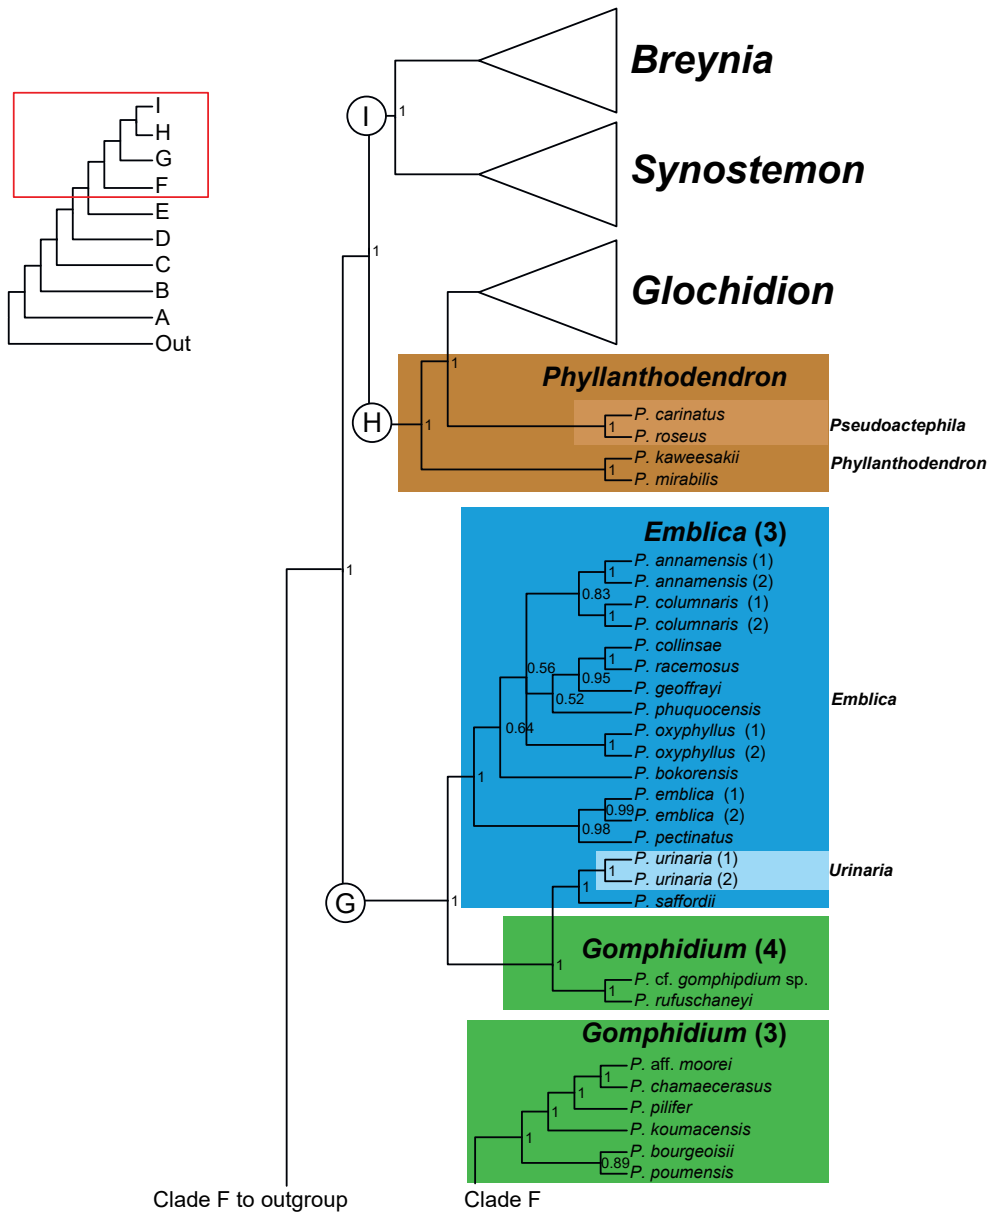 I
H
G
F
E
D
C
B
A
Out
Breynia
I
1
Synostemon
1
Glochidion
1
Phyllanthodendron
P. carinatus
1
P. roseus
Pseudoactephila
H
1
P. kaweesakii
1
P. mirabilis
Phyllanthodendron
1
Emblica (3)
P. annamensis (1)
1
P. annamensis (2)
0.83
P. columnaris (1)
1
P. columnaris (2)
P. collinsae
1
P. racemosus
0.56
0.95
P. geoffrayi
0.52
P. phuquocensis
Emblica
0.64
P. oxyphyllus (1)
1
P. oxyphyllus (2)
1
P. bokorensis
P. emblica (1)
0.99
P. emblica (2)
0.98
P. pectinatus
P. urinaria (1)
1
P. urinaria (2)
Urinaria
1
P. saffordii
G
1
Gomphidium (4)
1
P. cf. gomphipdium sp.
1
P. rufuschaneyi
Gomphidium (3)
P. aff. moorei
1
P. chamaecerasus
1
P. pilifer
1
P. koumacensis
1
P. bourgeoisii
0.89
P. poumensis
Clade F to outgroup
Clade F